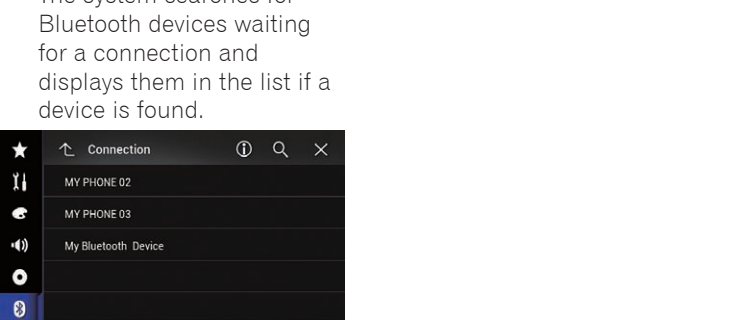 The system searches for
Bluetooth devices waiting
for a connection and
displays them in the list if a
device is found.
Connection
MY PHONE 02
MY PHONE 03
My Bluetooth Device